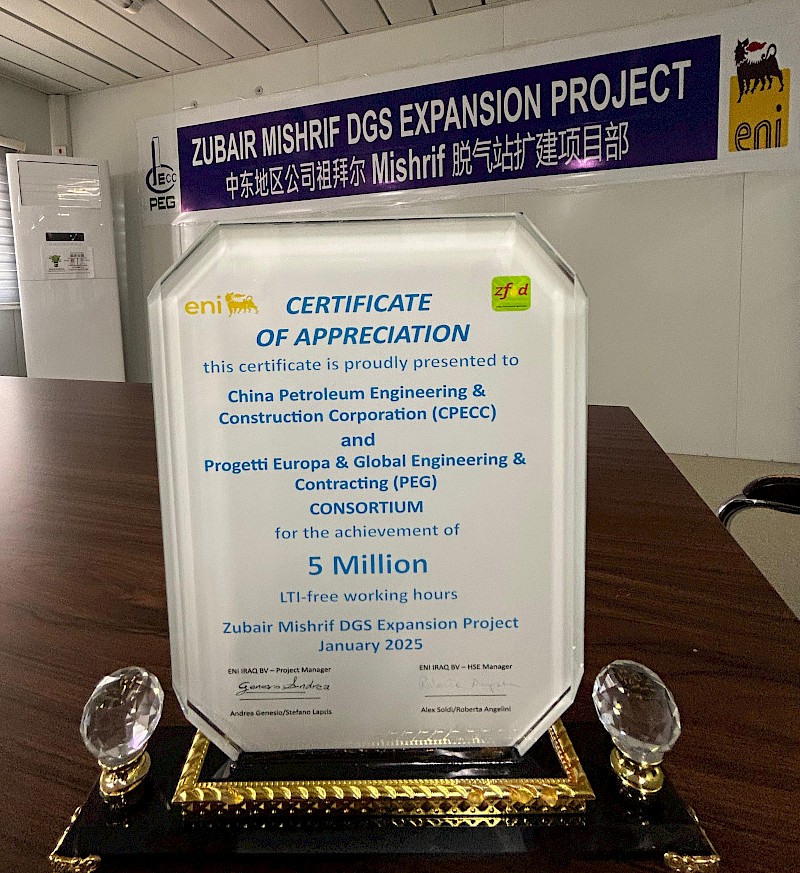 ZUBAIR MISHRIF DGS EXPANSION PROJECT
中东地区公司祖拜尔 Mishrif 脱气站扩建项目部
ECC
PEG
eni
eni
zfod
CERTIFICATE
OF APPRECIATION
this certificate is proudly presented to
China Petroleum Engineering &
Construction Corporation (CPECC)
and
Progetti Europa & Global Engineering &
Contracting (PEG)
CONSORTIUM
for the achievement of
5 Million
LTI-free working hours
Zubair Mishrif DGS Expansion Project
January 2025
ENI IRAQ BV – Project Manager
ENI IRAQ BV – HSE Manager
Genesio Andrea
Andrea Genesio/Stefano Lapsis
Alex Soldi/Roberta Angelini